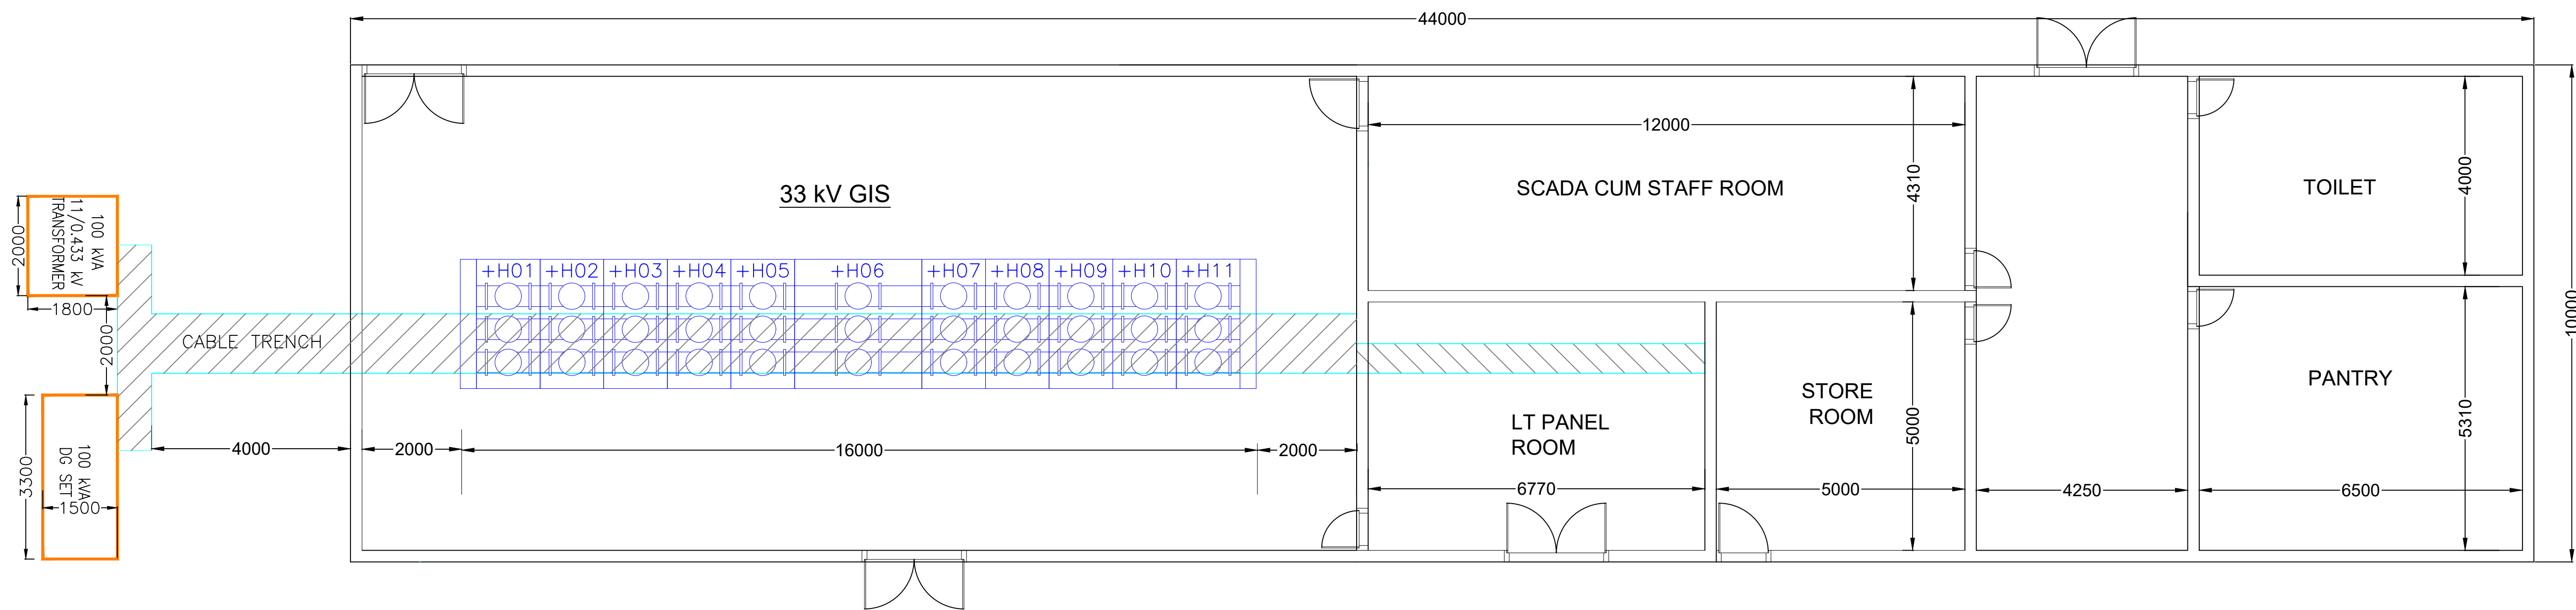 44000
33 kV GIS
12000
SCADA CUM STAFF ROOM
4310
TOILET
4000
10000
100 kVA
11/0.433 kV
TRANSFORMER
2000
1800
2000
CABLE TRENCH
+H01 +H02 +H03 +H04 +H05 +H06 +H07 +H08 +H09 +H10 +H11
100 kVA
DG SET
3300
1500
4000
2000
16000
2000
LT PANEL
ROOM
6770
STORE
ROOM
5000
5000
4250
PANTRY
5310
6500